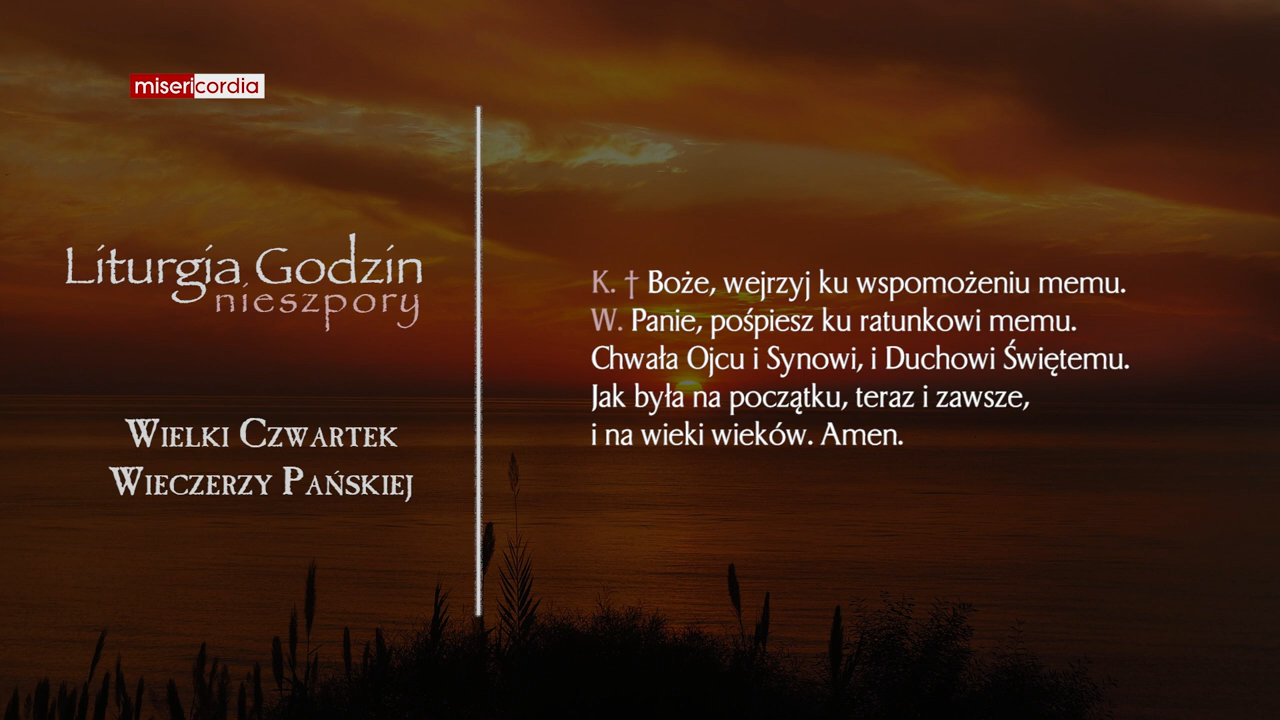 misericordia
Liturgia Godzin
nieszpory
Wielki Czwartek
Wieczerzy Pańskiej
K. † Boże, wejrzyj ku wspomożeniu memu.
W. Panie, pośpiesz ku ratunkowi memu.
Chwała Ojcu i Synowi, i Duchowi Świętemu.
Jak była na początku, teraz i zawsze,
i na wieki wieków. Amen.